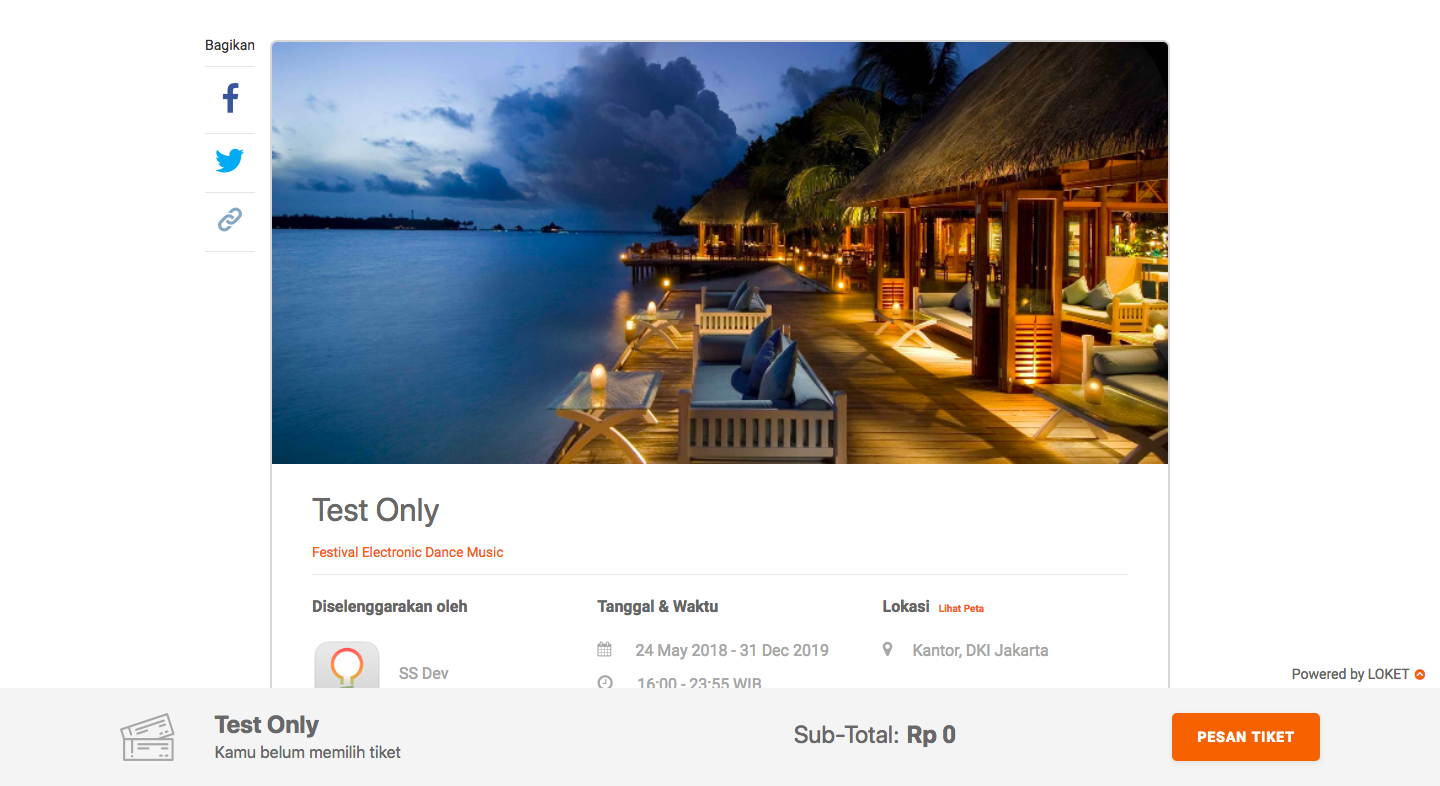 Bagikan
Test Only
Festival Electronic Dance Music
Diselenggarakan oleh
SS Dev
Tanggal & Waktu
24 May 2018 - 31 Dec 2019
16:00 - 23:55 WIB
Lokasi Lihat Peta
Kantor, DKI Jakarta
Powered by LOKET
Test Only
Kamu belum memilih tiket
Sub-Total: Rp 0
PESAN TIKET